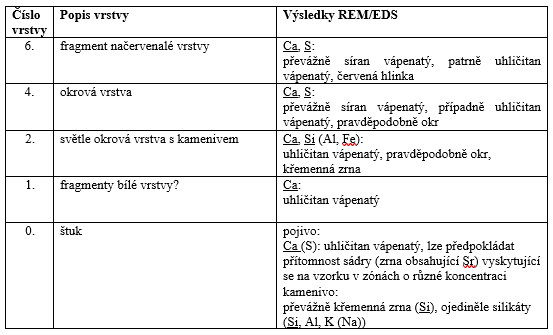 Číslo vrstvy Popis vrstvy Výsledky REM/EDS
6. fragment načervenalé vrstvy Ca, S:
převážně síran vápenatý, patrně uhličitan
vápenatý, červená hlinka
4. okrová vrstva Ca, S:
převážně síran vápenatý, případně uhličitan
vápenatý, pravděpodobně okr
2. světle okrová vrstva s kamenivem Ca, Si (Al, Fe):
uhličitan vápenatý, pravděpodobně okr,
křemenná zrna
1. fragmenty bílé vrstvy? Ca:
uhličitan vápenatý
0. štuk pojivo:
Ca (S): uhličitan vápenatý, lze předpokládat
přítomnost sádry (zrna obsahující Sr) vyskytující
se na vzorku v zónách o různé koncentraci
kamenivo:
převážně křemenná zrna (Si), ojediněle silikáty
(Si, Al, K (Na))